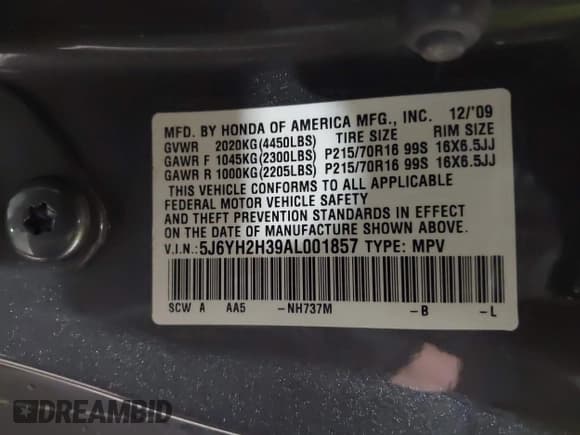 MFD. BY HONDA OF AMERICA MFG., INC. 12/'09
GVWR 2020KG(4450LBS) TIRE SIZE RIM SIZE
GAWR F 1045KG(2300LBS) P215/70R16 99S 16X6.5JJ
GAWR R 1000KG(2205LBS) P215/70R16 99S 16X6.5JJ
THIS VEHICLE CONFORMS TO ALL APPLICABLE
FEDERAL MOTOR VEHICLE SAFETY
AND THEFT PREVENTION STANDARDS IN EFFECT
ON THE DATE OF MANUFACTURE SHOWN ABOVE.
V.I.N.:5J6YH2H39AL001857 TYPE: MPV
SCW A AA5 -NH737M -B -L
DREAMBID